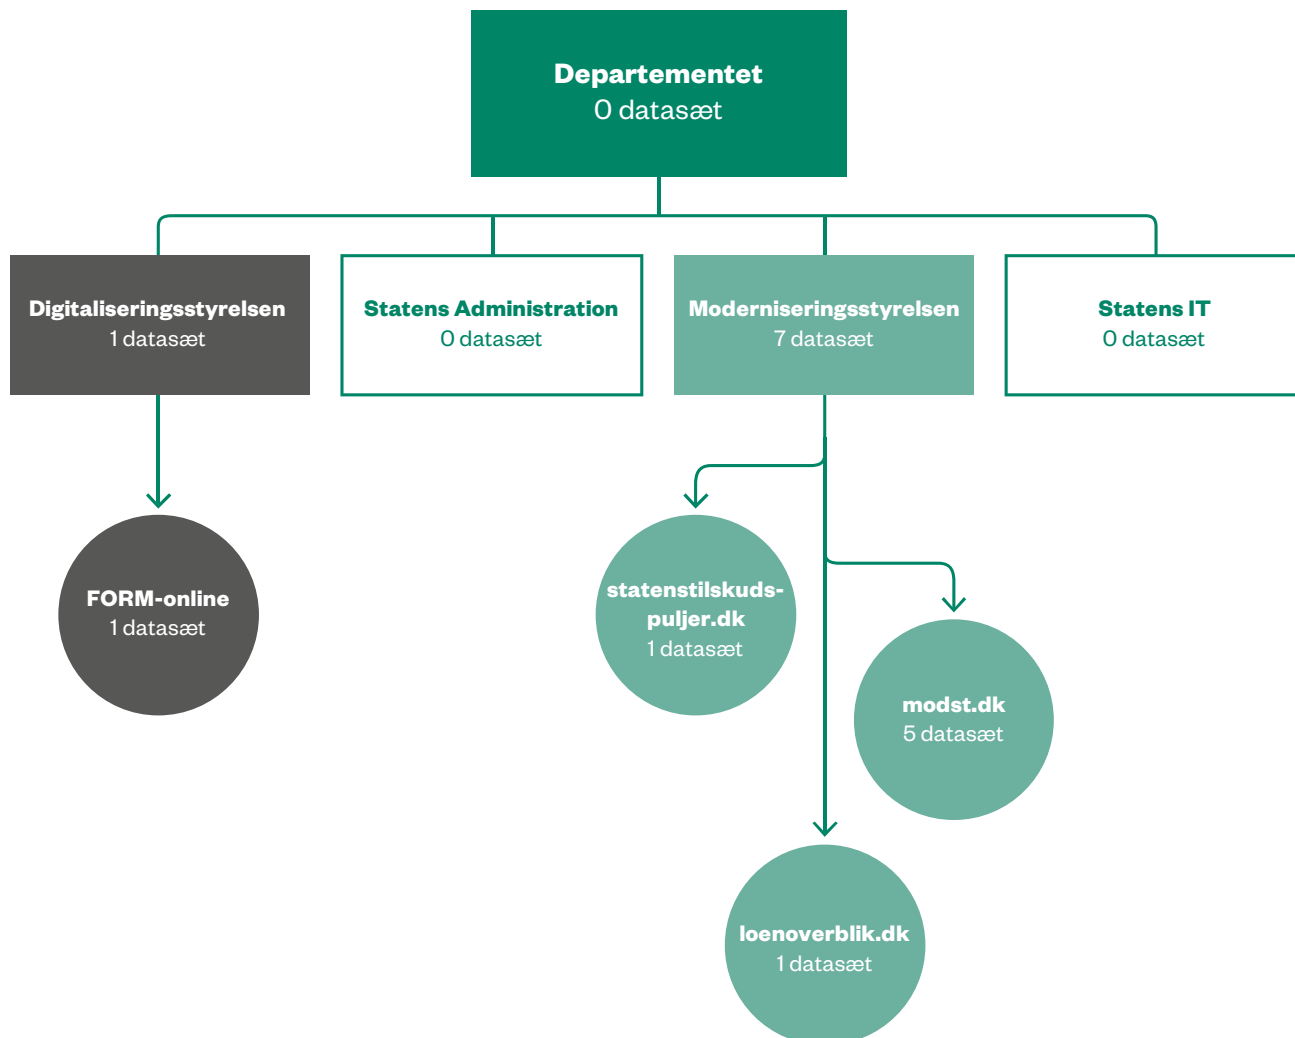 Departementet
0 datasæt
Digitaliseringsstyrelsen
1 datasæt
Statens Administration
0 datasæt
Moderniseringsstyrelsen
7 datasæt
Statens IT
0 datasæt
FORM-online
1 datasæt
statenstilskuds-
puljer.dk
1 datasæt
modst.dk
5 datasæt
loenoverblik.dk
1 datasæt